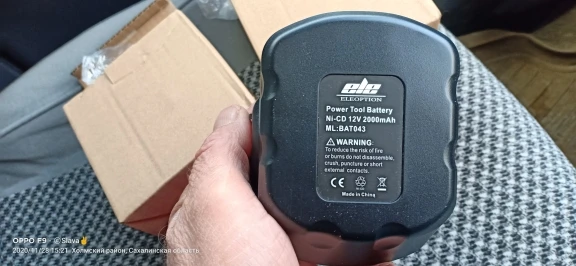 ele
ELEOPTION
Power Tool Battery
Ni-CD 12V 2000mAh
ML:BAT043
WARNING:
To reduce the risk of fire
or burns do not disassemble,
crush, puncture or short
external contacts.
CE
Made in China
OPPO F9 · @Slava✌
2020/11/28 15:21 Холмский район, Сахалинская область